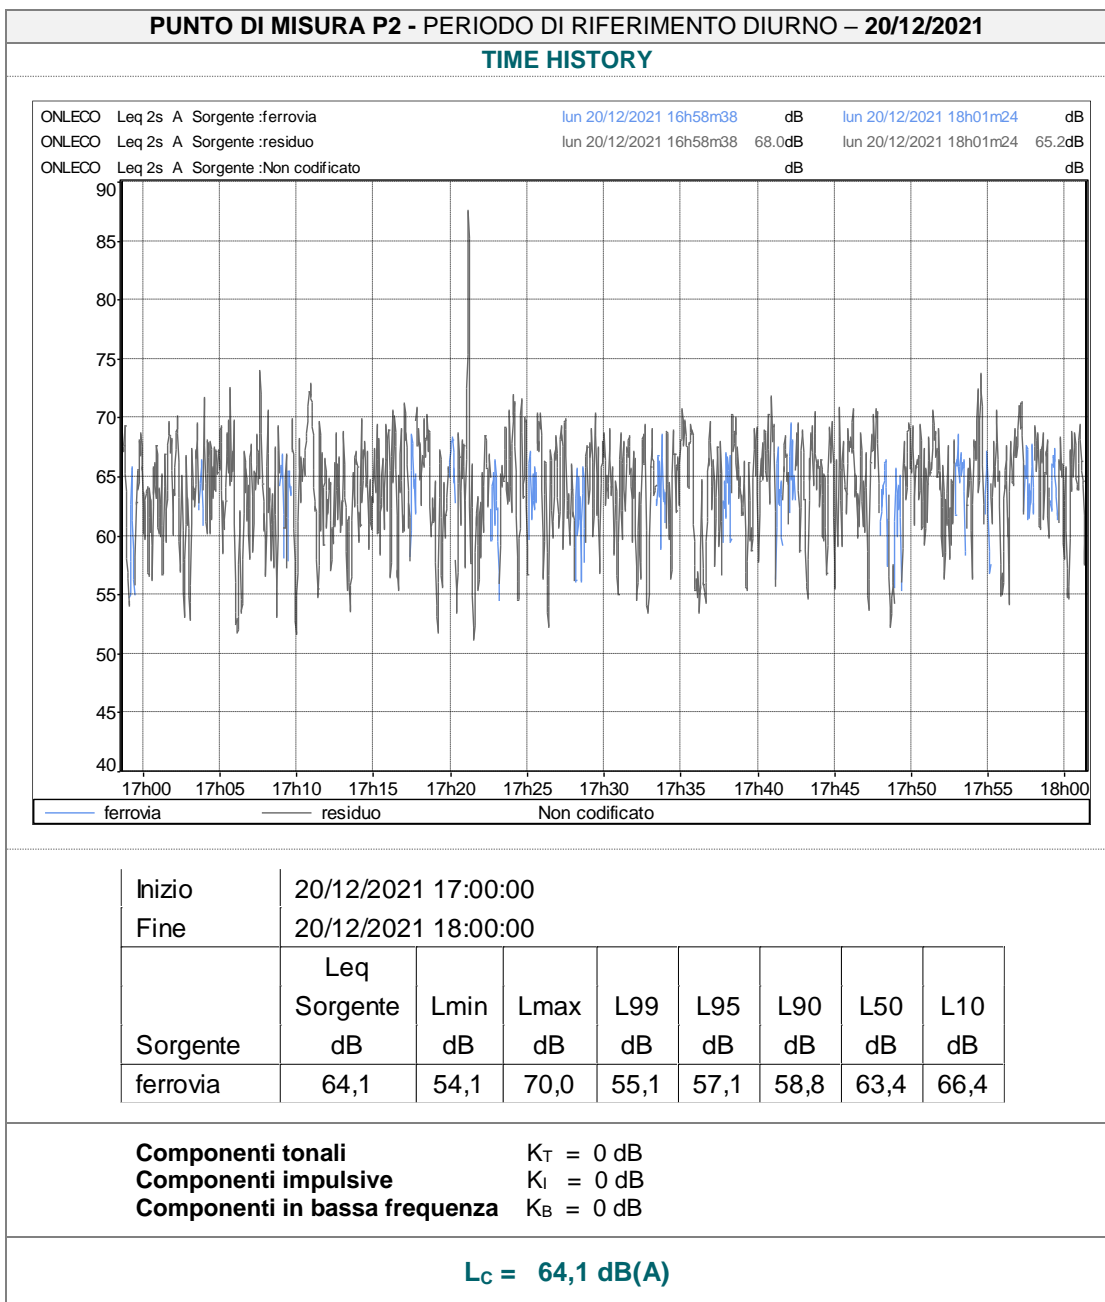 PUNTO DI MISURA P2 - PERIODO DI RIFERIMENTO DIURNO – 20/12/2021
TIME HISTORY
ONLECO Leq 2s A Sorgente :ferrovia lun 20/12/2021 16h58m38 dB lun 20/12/2021 18h01m24 dB
ONLECO Leq 2s A Sorgente :residuo lun 20/12/2021 16h58m38 68.0dB lun 20/12/2021 18h01m24 65.2dB
ONLECO Leq 2s A Sorgente :Non codificato dB dB
90
85
80
75
70
65
60
55
50
45
40
17h00 17h05 17h10 17h15 17h20 17h25 17h30 17h35 17h40 17h45 17h50 17h55 18h00
ferrovia residuo Non codificato
Inizio 20/12/2021 17:00:00
Fine 20/12/2021 18:00:00
Leq
Sorgente Lmin Lmax L99 L95 L90 L50 L10
Sorgente dB dB dB dB dB dB dB dB
ferrovia 64,1 54,1 70,0 55,1 57,1 58,8 63,4 66,4
Componenti tonali KT = 0 dB
Componenti impulsive KI = 0 dB
Componenti in bassa frequenza KB = 0 dB
LC = 64,1 dB(A)